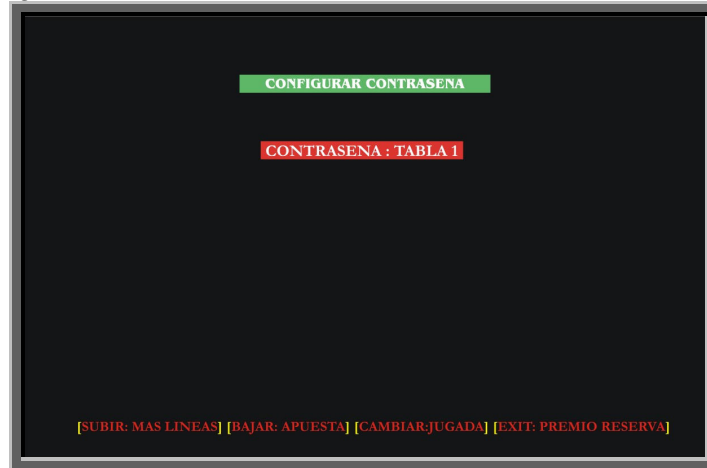 CONFIGURAR CONTRASENA
CONTRASENA : TABLA 1
[SUBIR: MAS LINEAS] [BAJAR: APUESTA] [CAMBIAR:JUGADA] [EXIT: PREMIO RESERVA]